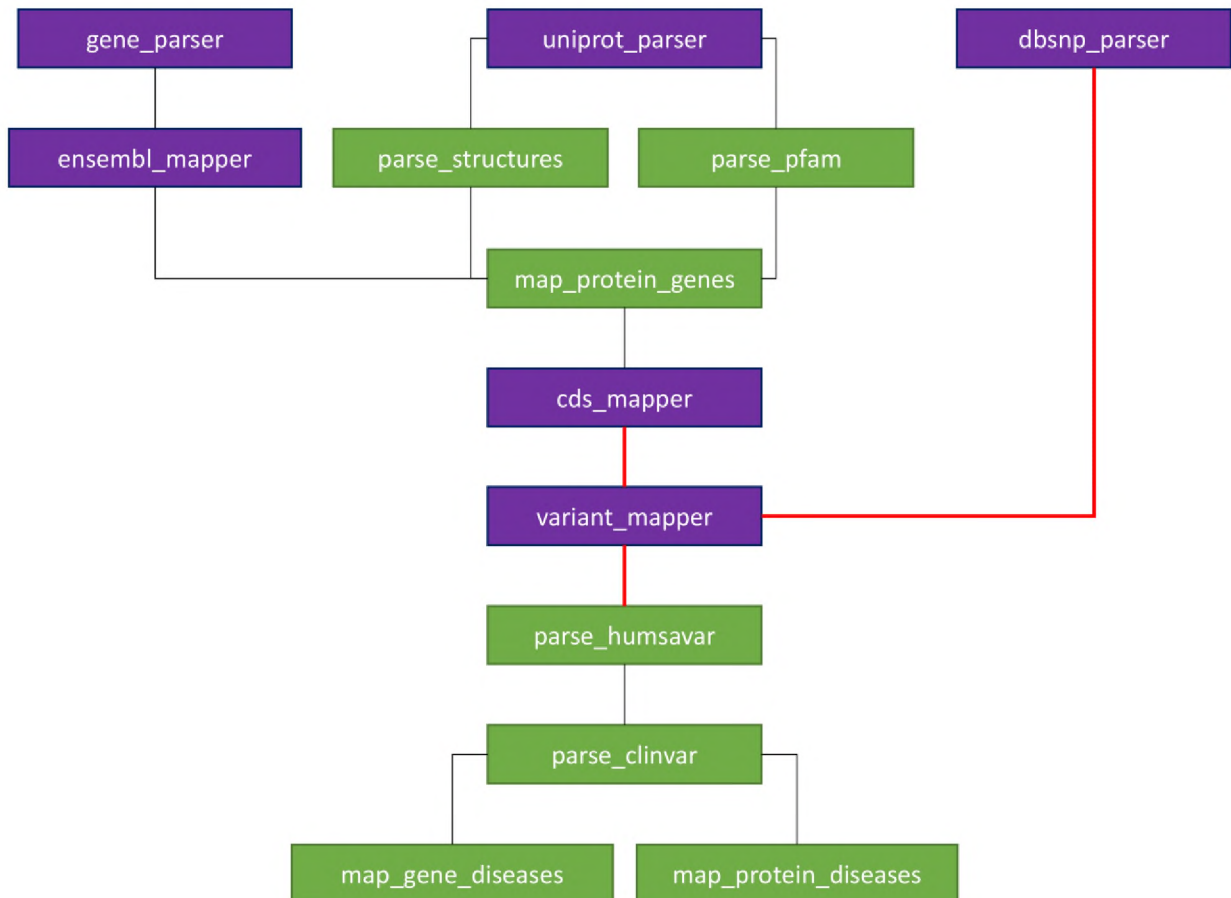 gene_parser
uniprot_parser
dbsnp_parser
ensembl_mapper
parse_structures
parse_pfam
map_protein_genes
cds_mapper
variant_mapper
parse_humsavar
parse_clinvar
map_gene_diseases
map_protein_diseases